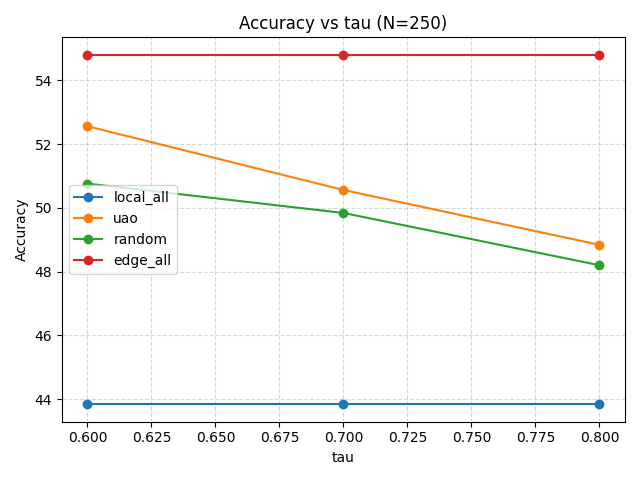 Accuracy vs tau (N=250)
54
52
50
48
46
44
Accuracy
local_all
uao
random
edge_all
0.600 0.625 0.650 0.675 0.700 0.725 0.750 0.775 0.800
tau